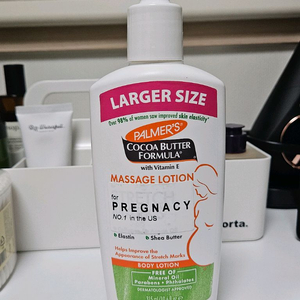 LARGER SIZE
Over 98% of women saw improved skin elasticity*
PALMER'S
COCOA BUTTER
FORMULA®
with Vitamin E
MASSAGE LOTION
for
PREGNACY
NO.1 in the US
Elastin
Shea Butter
Helps Improve the
Appearance of Stretch Marks
BODY LOTION
FREE OF
Mineral Oil
Parabens • Phthalates
DERMATOLOGIST APPROVED
orta.